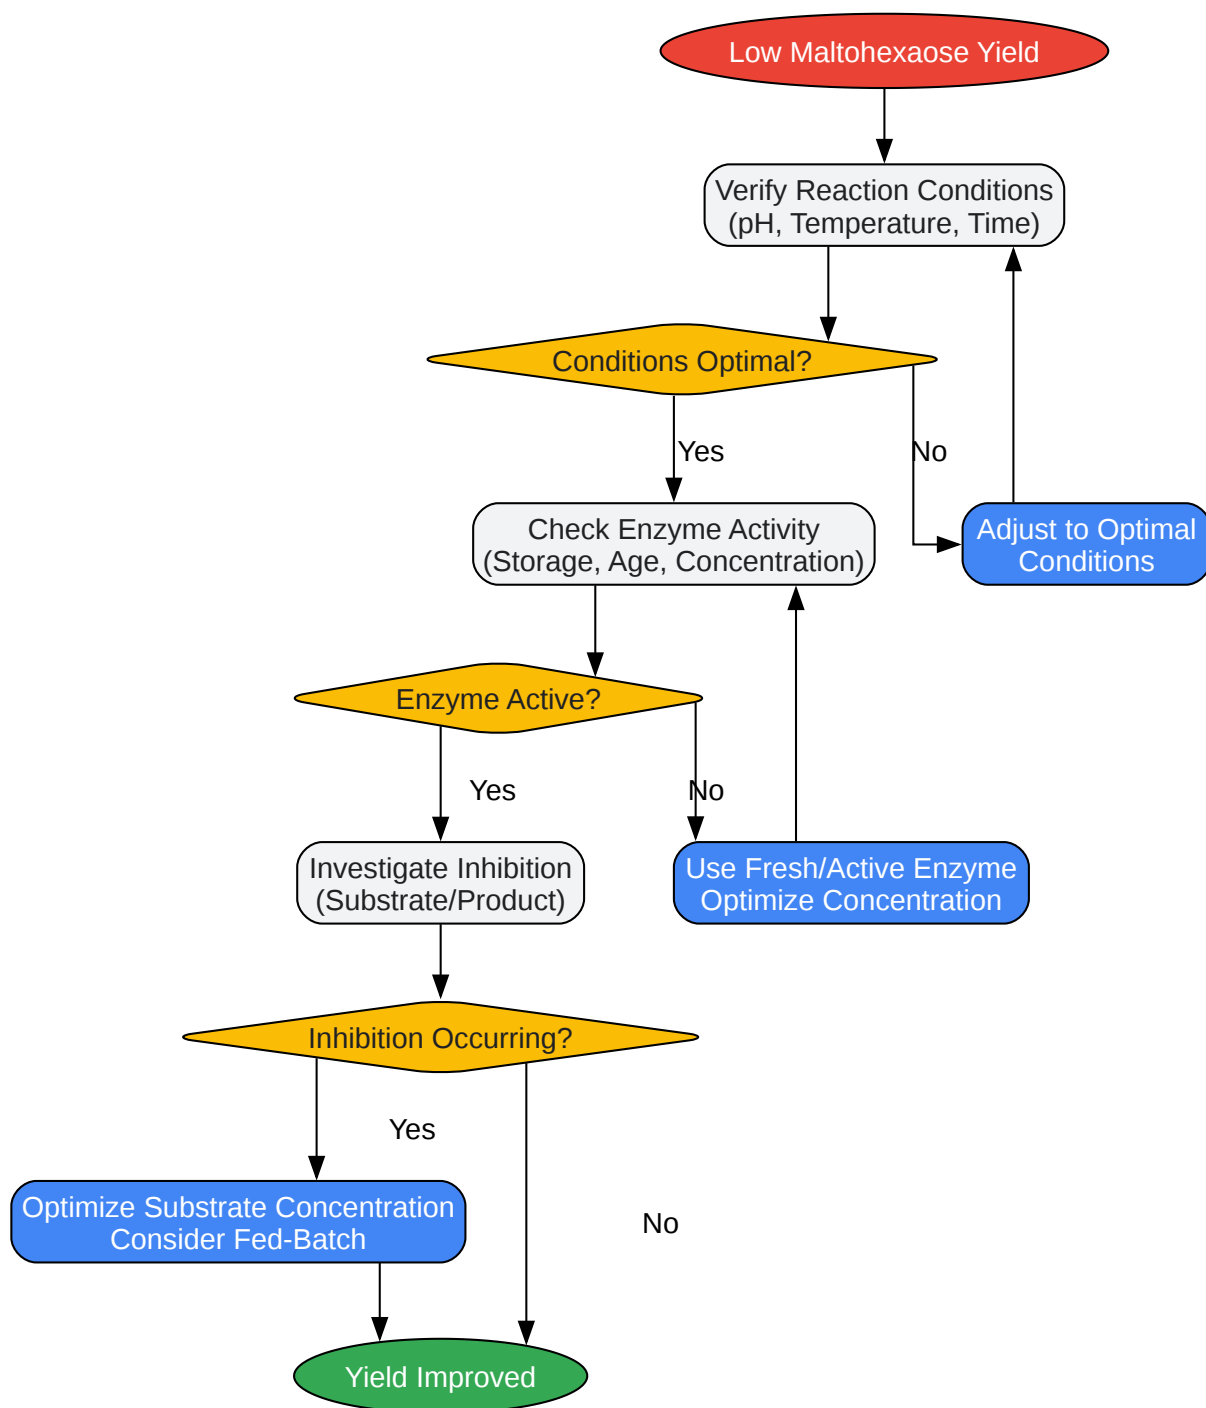 Low Maltohexaose Yield
Verify Reaction Conditions
(pH, Temperature, Time)
Conditions Optimal?
Yes
No
Check Enzyme Activity
(Storage, Age, Concentration)
Adjust to Optimal
Conditions
Enzyme Active?
Yes
No
Investigate Inhibition
(Substrate/Product)
Use Fresh/Active Enzyme
Optimize Concentration
Inhibition Occurring?
Yes
Optimize Substrate Concentration
Consider Fed-Batch
No
Yield Improved